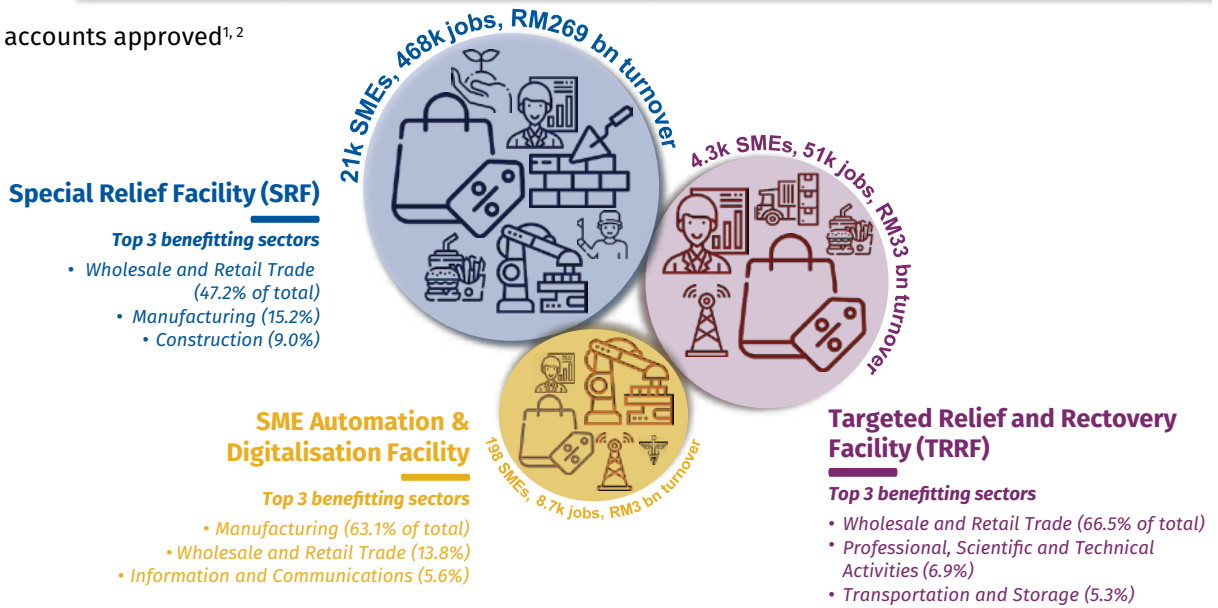 accounts approved1, 2
21k SMEs, 468k jobs, RM269 bn turnover
Special Relief Facility (SRF)
Top 3 benefitting sectors
• Wholesale and Retail Trade
(47.2% of total)
• Manufacturing (15.2%)
• Construction (9.0%)
4.3k SMEs, 51k jobs, RM33 bn turnover
SME Automation &
Digitalisation Facility
Top 3 benefitting sectors
• Manufacturing (63.1% of total)
• Wholesale and Retail Trade (13.8%)
• Information and Communications (5.6%)
198 SMEs, 8.7k jobs, RM3 bn turnover
Targeted Relief and Rectovery
Facility (TRRF)
Top 3 benefitting sectors
• Wholesale and Retail Trade (66.5% of total)
• Professional, Scientific and Technical
Activities (6.9%)
• Transportation and Storage (5.3%)